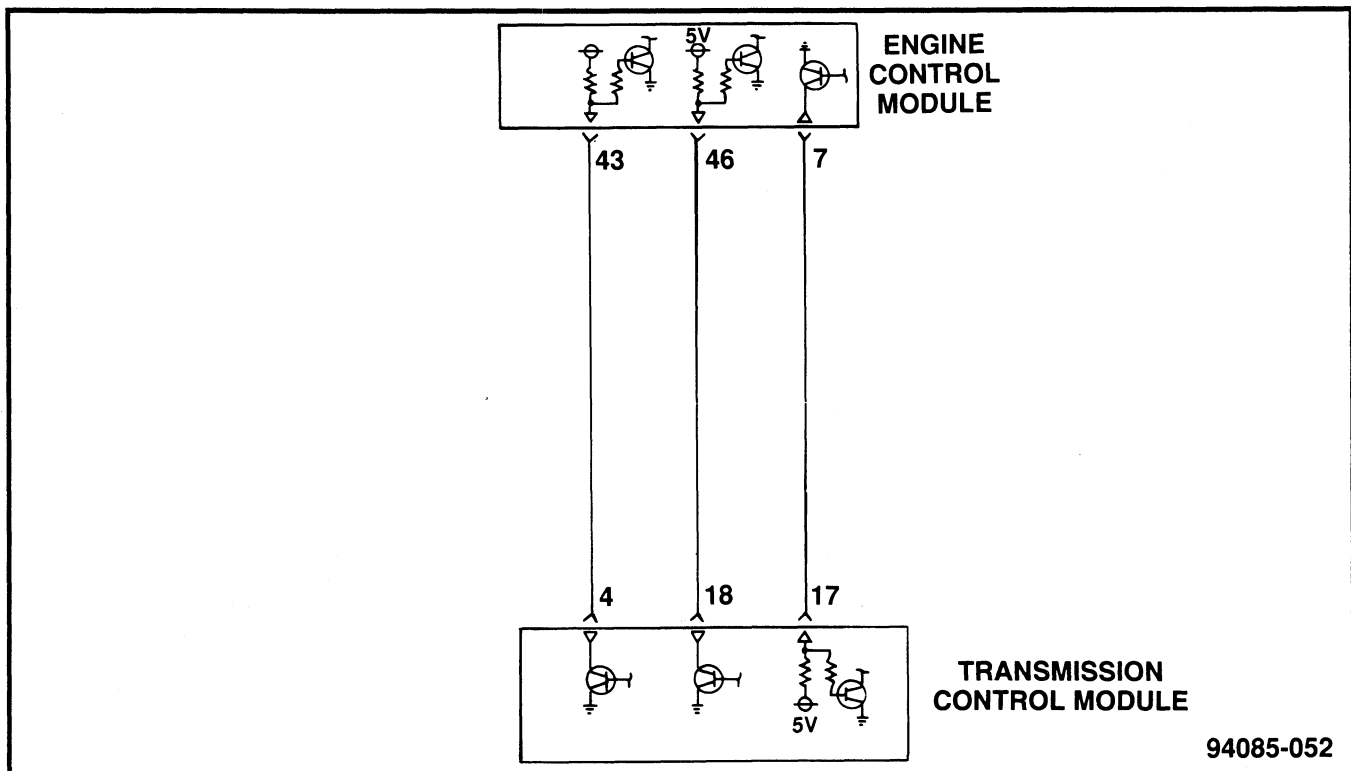 5V
ENGINE
CONTROL
MODULE
43
46
7
4
18
17
5V
TRANSMISSION
CONTROL MODULE
94085-052